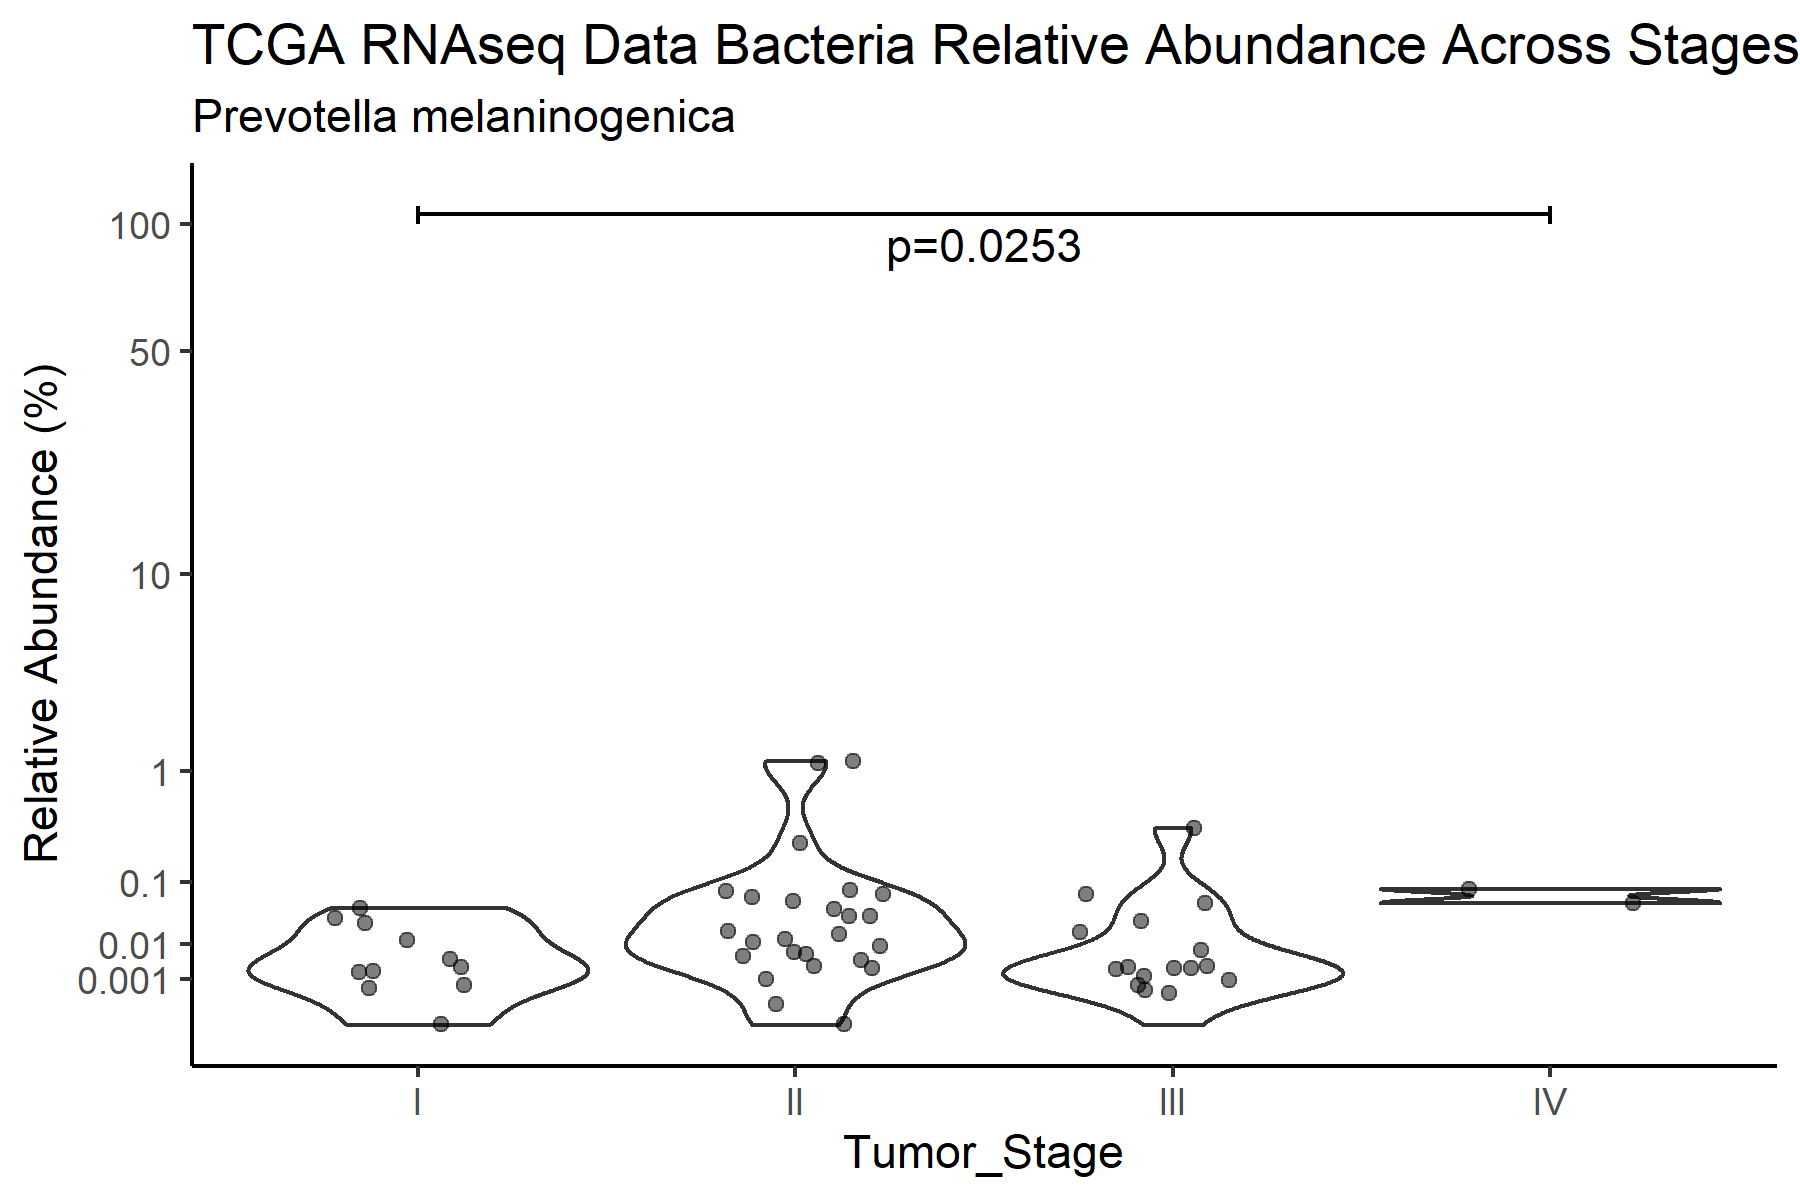 TCGA RNAseq Data Bacteria Relative Abundance Across Stages
Prevotella melaninogenica
p=0.0253
Relative Abundance (%)
100
50
10
1
0.1
0.01
0.001
I
II
III
IV
Tumor_Stage